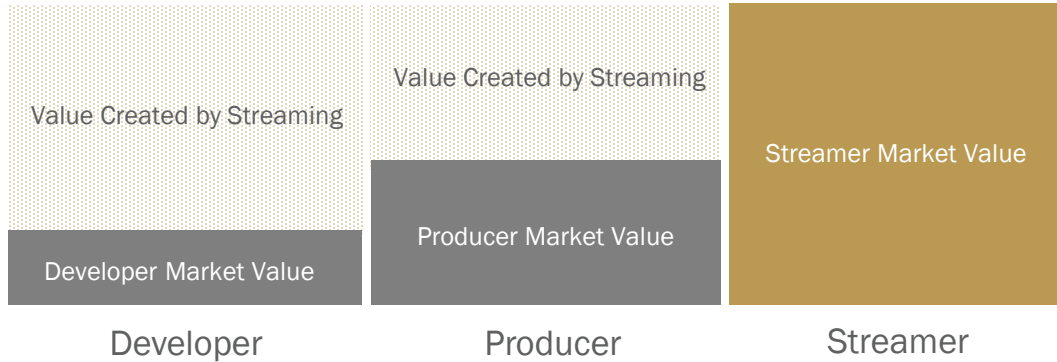 Value Created by Streaming
Developer Market Value
Developer
Value Created by Streaming
Producer Market Value
Producer
Streamer Market Value
Streamer